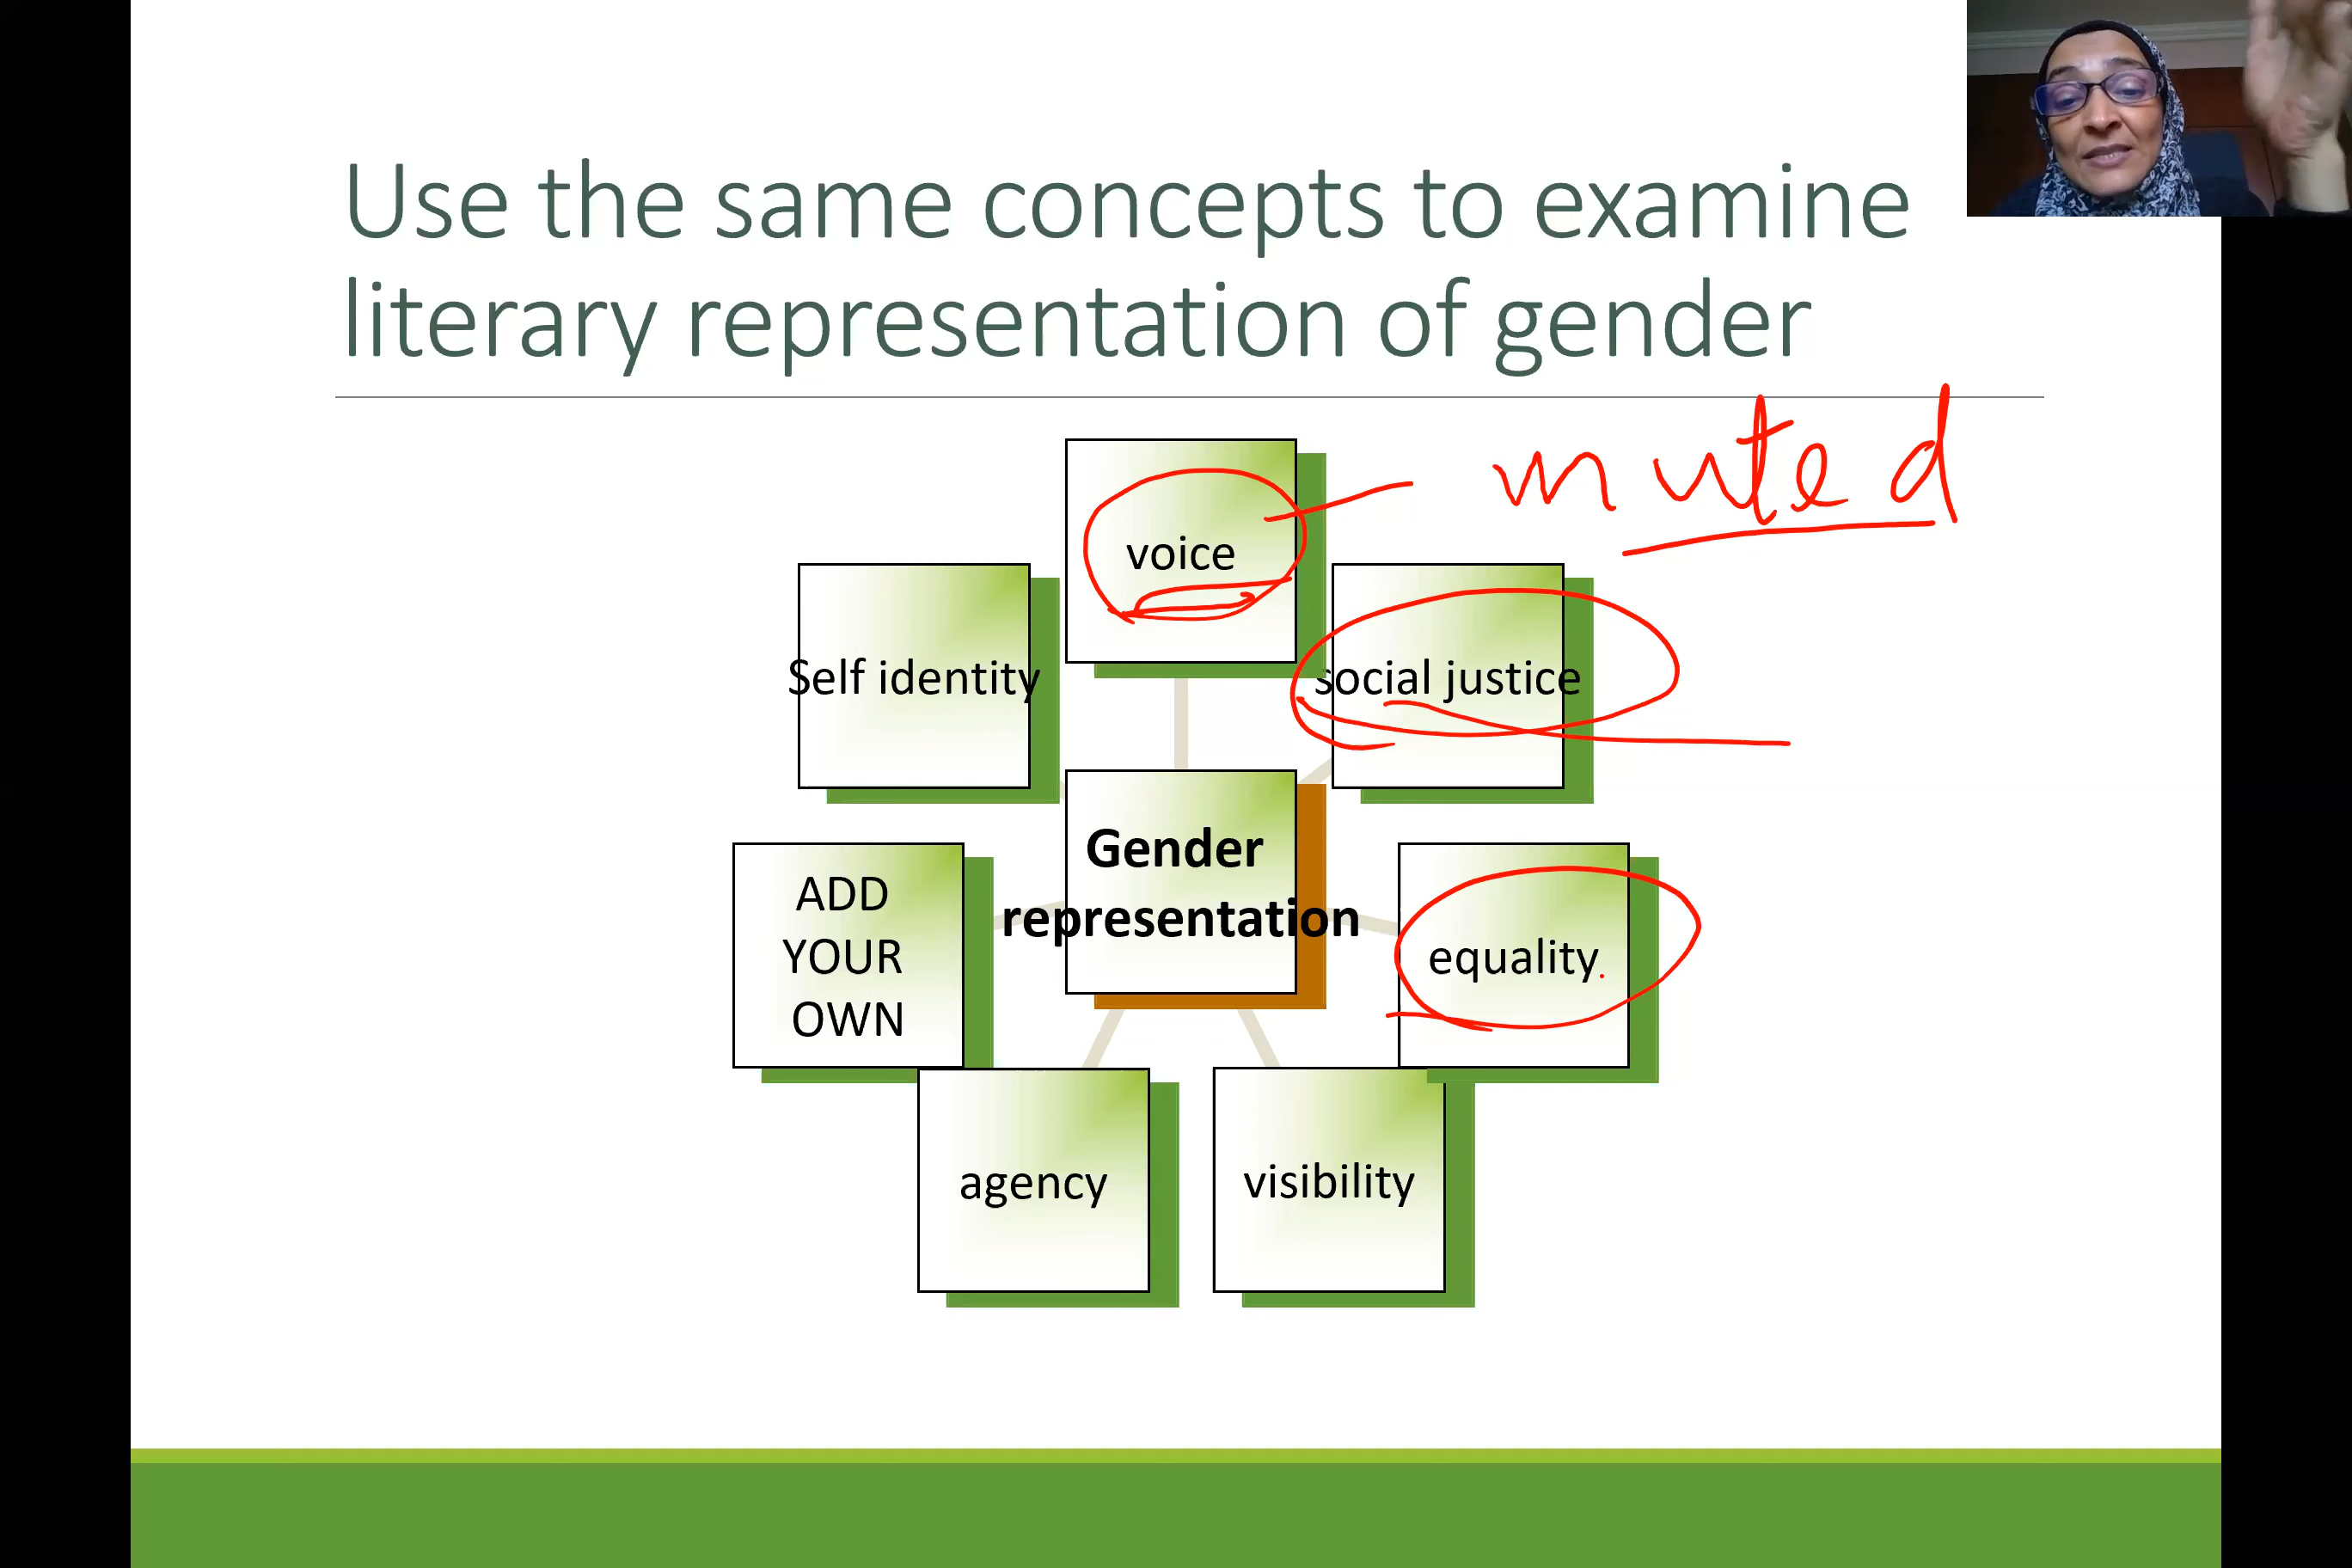 Use the same concepts to examine
literary representation of gender
muted
voice
Self identity
social justice
Gender
representation
ADD
YOUR
OWN
equality
agency
visibility